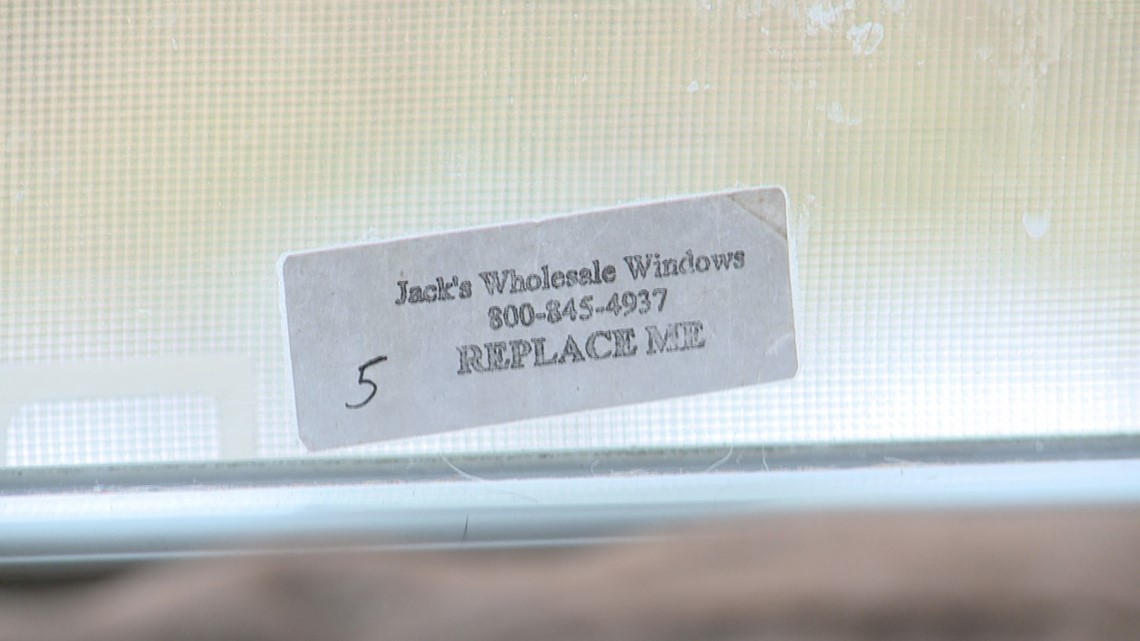 Jack's Wholesale Windows
800-845-4937
REPLACE ME
5